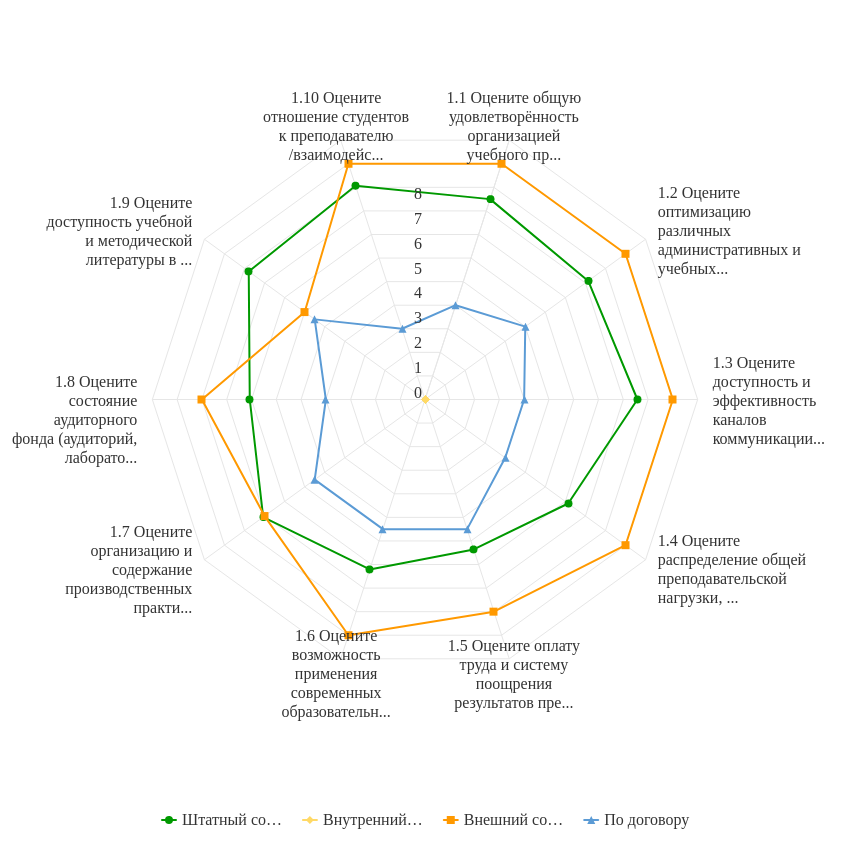 1.10 Оцените
отношение студентов
к преподавателю
/взаимодейс...
1.1 Оцените общую
удовлетворённость
организацией
учебного пр...
1.2 Оцените
оптимизацию
различных
административных и
учебных...
1.9 Оцените
доступность учебной
и методической
литературы в ...
8
7
6
5
4
3
2
1
0
1.3 Оцените
доступность и
эффективность
каналов
коммуникации...
1.8 Оцените
состояние
аудиторного
фонда (аудиторий,
лаборато...
1.4 Оцените
распределение общей
преподавательской
нагрузки, ...
1.7 Оцените
организацию и
содержание
производственных
практи...
1.6 Оцените
возможность
применения
современных
образовательн...
1.5 Оцените оплату
труда и систему
поощрения
результатов пре...
Штатный со… Внутренний… Внешний со… По договору